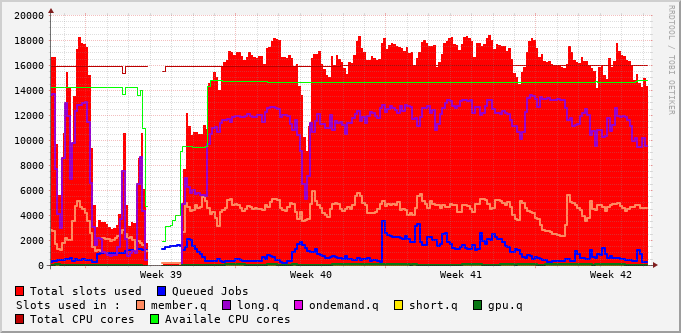 20000
18000
16000
14000
12000
10000
8000
6000
4000
2000
0
Week 39 Week 40 Week 41 Week 42
RRDTOOL / TOBI OETIKER
Total slots used Queued Jobs
Slots used in : member.q long.q ondemand.q short.q gpu.q
Total CPU cores Availale CPU cores